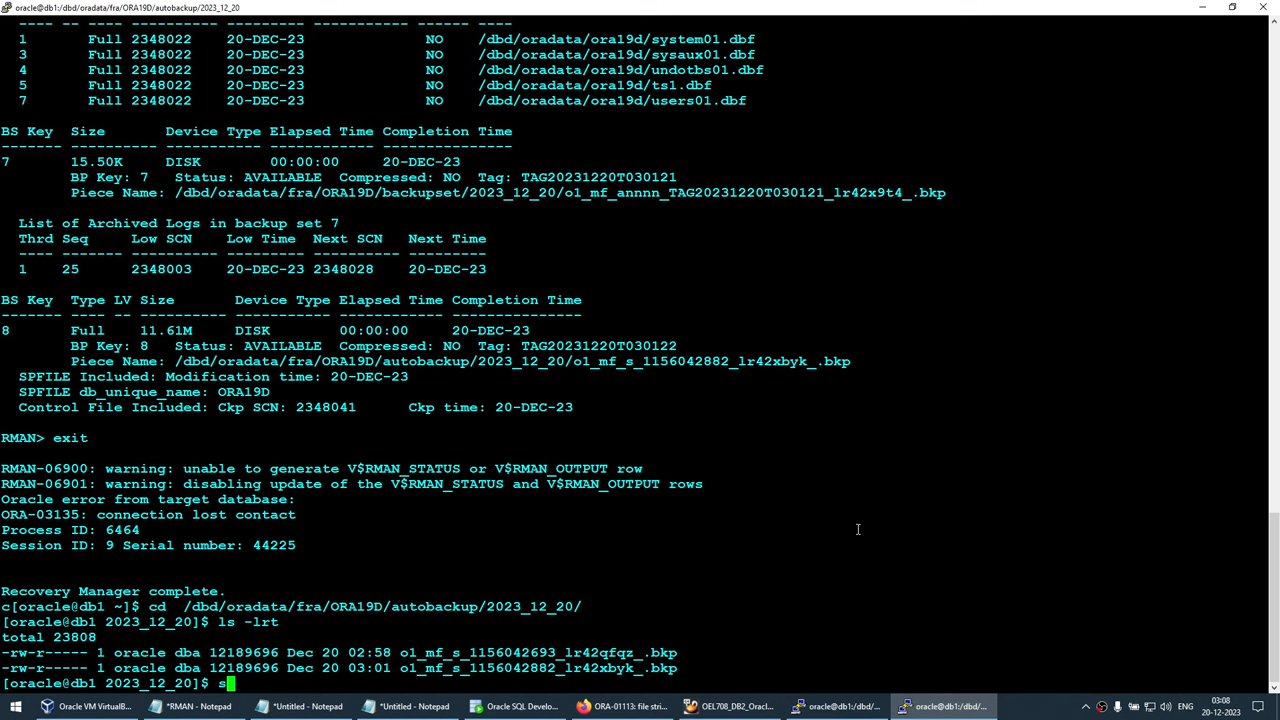 oracle@db1:/dbd/oradata/fra/ORA19D/autobackup/2023_12_20
---- -- ---- ---------- --------- ----------- ------ ----
1       Full 2348022    20-DEC-23              NO    /dbd/oradata/ora19d/system01.dbf
3       Full 2348022    20-DEC-23              NO    /dbd/oradata/ora19d/sysaux01.dbf
4       Full 2348022    20-DEC-23              NO    /dbd/oradata/ora19d/undotbs01.dbf
5       Full 2348022    20-DEC-23              NO    /dbd/oradata/ora19d/ts1.dbf
7       Full 2348022    20-DEC-23              NO    /dbd/oradata/ora19d/users01.dbf
BS Key  Size       Device Type Elapsed Time Completion Time
------- ---------- ----------- ------------ ---------------
7       15.50K     DISK        00:00:00     20-DEC-23
BP Key: 7   Status: AVAILABLE  Compressed: NO  Tag: TAG20231220T030121
Piece Name: /dbd/oradata/fra/ORA19D/backupset/2023_12_20/o1_mf_annnn_TAG20231220T030121_lr42x9t4_.bkp
List of Archived Logs in backup set 7
Thrd Seq     Low SCN    Low Time  Next SCN   Next Time
---- ------- ---------- --------- ---------- ---------
1    25      2348003    20-DEC-23 2348028    20-DEC-23
BS Key  Type LV Size       Device Type Elapsed Time Completion Time
------- ---- -- ---------- ----------- ------------ ---------------
8       Full    11.61M     DISK        00:00:00     20-DEC-23
BP Key: 8   Status: AVAILABLE  Compressed: NO  Tag: TAG20231220T030122
Piece Name: /dbd/oradata/fra/ORA19D/autobackup/2023_12_20/o1_mf_s_1156042882_lr42xbyk_.bkp
SPFILE Included: Modification time: 20-DEC-23
SPFILE db_unique_name: ORA19D
Control File Included: Ckp SCN: 2348041      Ckp time: 20-DEC-23
RMAN> exit
RMAN-06900: warning: unable to generate V$RMAN_STATUS or V$RMAN_OUTPUT row
RMAN-06901: warning: disabling update of the V$RMAN_STATUS and V$RMAN_OUTPUT rows
Oracle error from target database:
ORA-03135: connection lost contact
Process ID: 6464
Session ID: 9 Serial number: 44225
Recovery Manager complete.
c[oracle@db1 ~]$ cd  /dbd/oradata/fra/ORA19D/autobackup/2023_12_20/
[oracle@db1 2023_12_20]$ ls -lrt
total 23808
-rw-r----- 1 oracle dba 12189696 Dec 20 02:58 o1_mf_s_1156042693_lr42qfqz_.bkp
-rw-r----- 1 oracle dba 12189696 Dec 20 03:01 o1_mf_s_1156042882_lr42xbyk_.bkp
[oracle@db1 2023_12_20]$ s
Oracle VM VirtualB...
*RMAN - Notepad
*Untitled - Notepad
*Untitled - Notepad
Oracle SQL Develo...
ORA-01113: file stri...
OEL708_DB2_Oracl...
oracle@db1:/dbd/...
oracle@db1:/dbd/...
ENG
03:08
20-12-2023